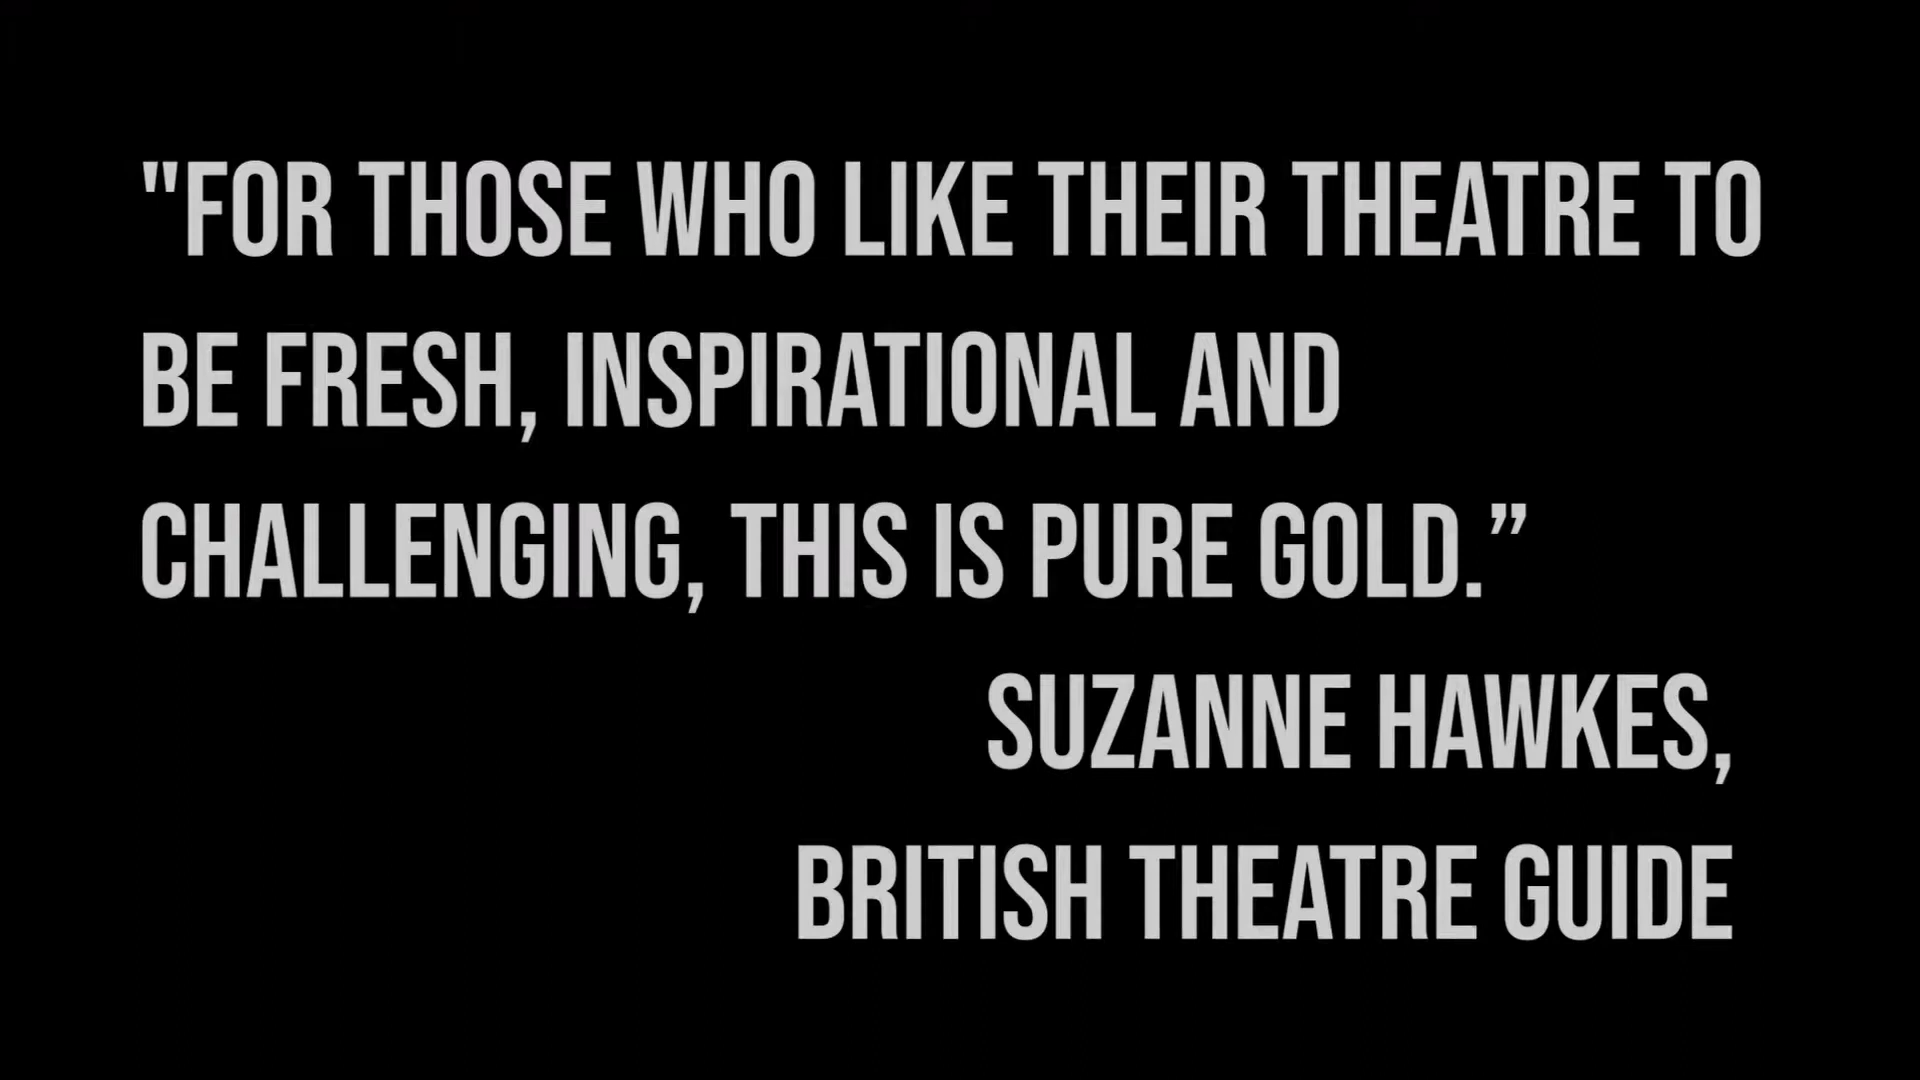 "FOR THOSE WHO LIKE THEIR THEATRE TO
BE FRESH, INSPIRATIONAL AND
CHALLENGING, THIS IS PURE GOLD.”
SUZANNE HAWKES,
BRITISH THEATRE GUIDE